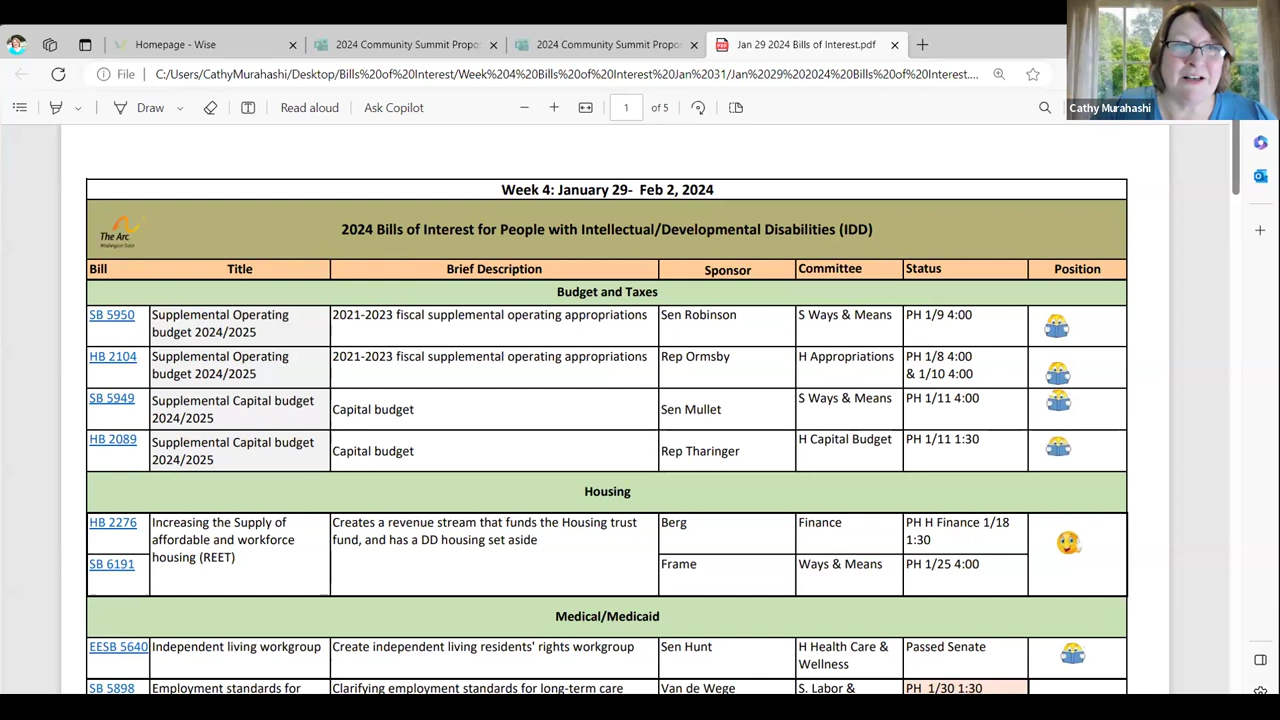 Homepage - Wise
2024 Community Summit Propos
2024 Community Summit Propos
Jan 29 2024 Bills of Interest.pdf
File
C:/Users/CathyMurahashi/Desktop/Bills%20of%20Interest/Week%204%20Bills%20of%20Interest%20Jan%2031/Jan%2029%202024%20Bills%20of%20Interest....
Draw
Read aloud
Ask Copilot
1 of 5
Cathy Murahashi
Week 4: January 29- Feb 2, 2024
The Arc
Washington State
2024 Bills of Interest for People with Intellectual/Developmental Disabilities (IDD)
Bill Title Brief Description Sponsor Committee Status Position
Budget and Taxes
SB 5950 Supplemental Operating 2021-2023 fiscal supplemental operating appropriations Sen Robinson S Ways & Means PH 1/9 4:00
budget 2024/2025
HB 2104 Supplemental Operating 2021-2023 fiscal supplemental operating appropriations Rep Ormsby H Appropriations PH 1/8 4:00
budget 2024/2025 & 1/10 4:00
SB 5949 Supplemental Capital budget Capital budget Sen Mullet S Ways & Means PH 1/11 4:00
2024/2025
HB 2089 Supplemental Capital budget Capital budget Rep Tharinger H Capital Budget PH 1/11 1:30
2024/2025
Housing
HB 2276 Increasing the Supply of Creates a revenue stream that funds the Housing trust Berg Finance PH H Finance 1/18
affordable and workforce fund, and has a DD housing set aside 1:30
housing (REET)
SB 6191 Frame Ways & Means PH 1/25 4:00
Medical/Medicaid
EESB 5640 Independent living workgroup Create independent living residents' rights workgroup Sen Hunt H Health Care & Passed Senate
Wellness
SB 5898 Employment standards for Clarifying employment standards for long-term care Van de Wege S. Labor & PH 1/30 1:30